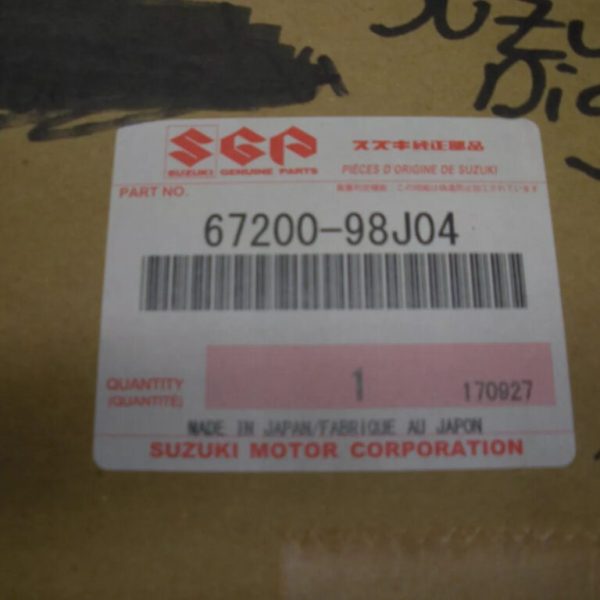 Suzu
SGP
スズキ純正部品
SUZUKI GENUINE PARTS
PIÈCES D'ORIGINE DE SUZUKI
PART NO.
67200-98J04
QUANTITY
(QUANTITÉ)
1
170927
MADE IN JAPAN/FABRIQUE AU JAPON
SUZUKI MOTOR CORPORATION